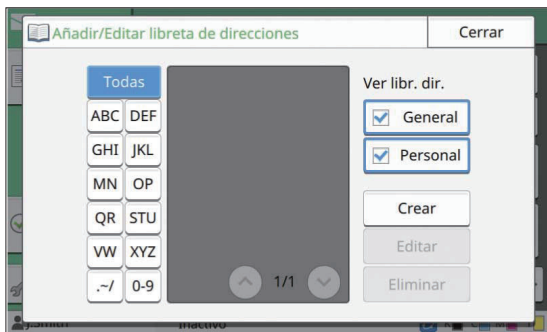 Añadir/Editar libreta de direcciones
Cerrar
Todas
Ver libr. dir.
ABC DEF
General
GHI JKL
Personal
MN OP
QR STU
Crear
VW XYZ
Editar
.~/ 0-9
1/1
Eliminar
J.Smith
Inactivo